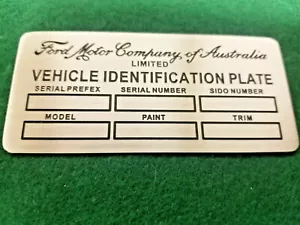 Ford Motor Company of Australia
LIMITED
VEHICLE IDENTIFICATION PLATE
SERIAL PREFEX SERIAL NUMBER SIDO NUMBER
MODEL PAINT TRIM